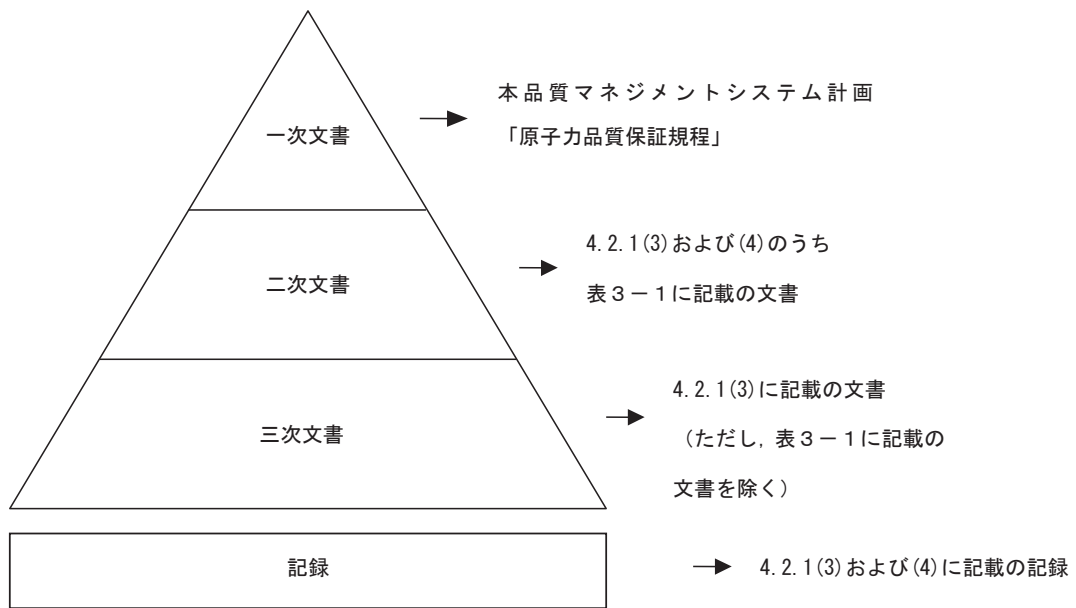 一次文書
本品質マネジメントシステム計画
「原子力品質保証規程」
二次文書
4.2.1(3)および(4)のうち
表3－1に記載の文書
三次文書
4.2.1(3)に記載の文書
（ただし，表3－1に記載の
文書を除く）
記録
4.2.1(3)および(4)に記載の記録